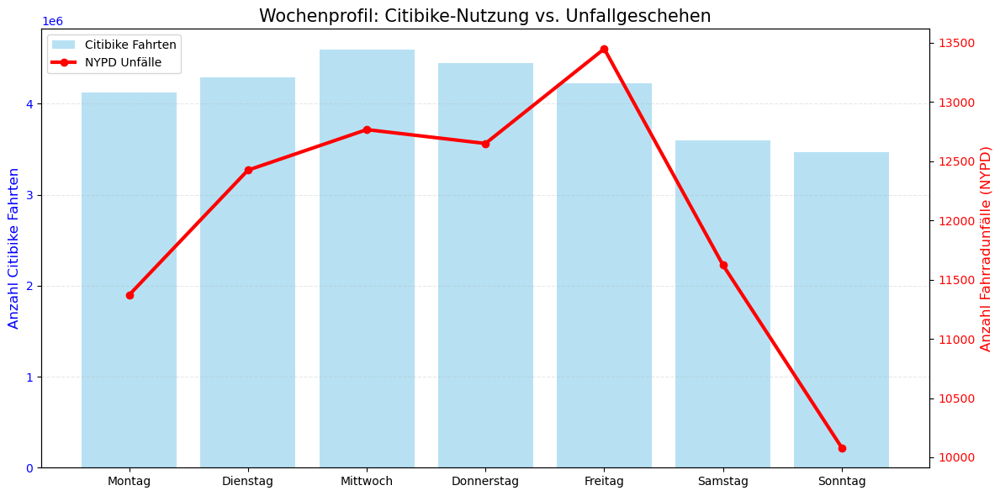 Wochenprofil: Citibike-Nutzung vs. Unfallgeschehen
1e6
Citibike Fahrten
NYPD Unfälle
Anzahl Citibike Fahrten
4
3
2
1
0
13500
13000
12500
12000
11500
11000
10500
10000
Anzahl Fahrradunfälle (NYPD)
Montag
Dienstag
Mittwoch
Donnerstag
Freitag
Samstag
Sonntag